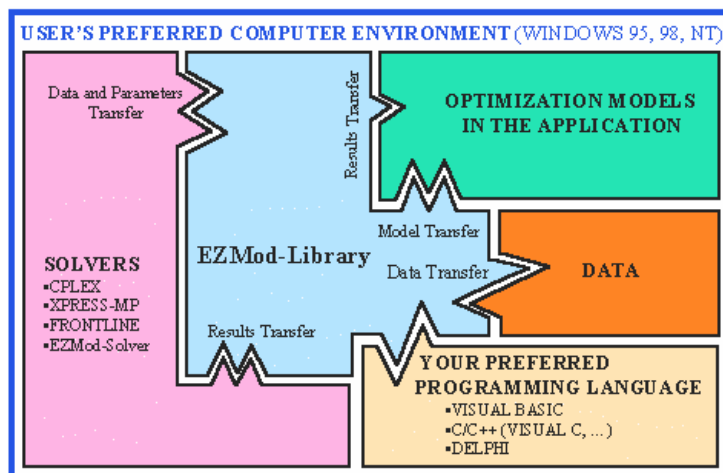 USER'S PREFERRED COMPUTER ENVIRONMENT (WINDOWS 95, 98, NT)
Data and Parameters
Transfer
Results Transfer
OPTIMIZATION MODELS
IN THE APPLICATION
Model Transfer
EZMod-Library
Data Transfer
DATA
SOLVERS
▪CPLEX
▪XPRESS-MP
▪FRONTLINE
▪EZMod-Solver
Results Transfer
YOUR PREFERRED
PROGRAMMING LANGUAGE
▪VISUAL BASIC
▪C/C++ (VISUAL C, ...)
▪DELPHI